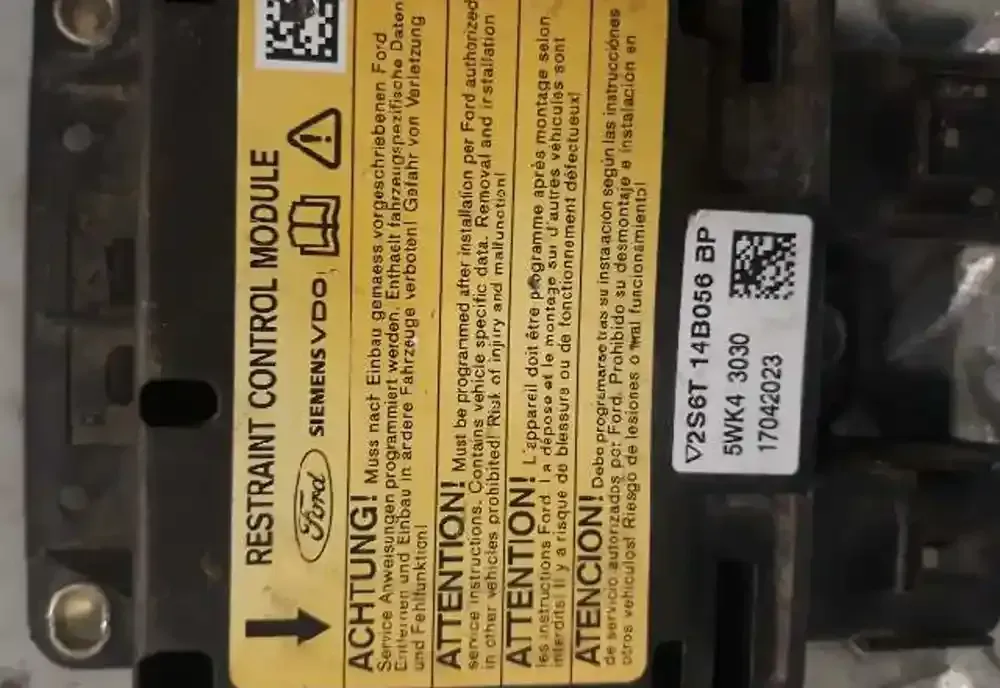 RESTRAINT CONTROL MODULE
Ford SIEMENS VDO
ACHTUNG! Muss nach Einbau gemaess vorgeschriebenen Ford
Service Anweisungen programmiert werden. Enthaelt fahrzeugspezifische Daten
Entfernen und Einbau in andere Fahrzeuge verboten! Gefahr von Verletzung
und Fehlfunktion!
ATTENTION! Must be programmed after installation per Ford authorized
service instructions. Contains vehicle specific data. Removal and installation
in other vehicles prohibited! Risk of injury and malfunction!
ATTENTION! L'appareil doit être programme après montage selon
les instructions Ford. La dépose et le montage sur d'autres véhicules sont
interdits! Il y a risque de blessure ou de fonctionnement défectueux!
ATENCION! Debe programarse tras su instaación según las instrucciónes
de servicio autorizados por Ford. Prohibido su desmontaje e instalacion en
otros vehiculos! Riesgo de lesiones o mal funcionamiento!
V2S6T 14B056 BP
5WK4 3030
17042023